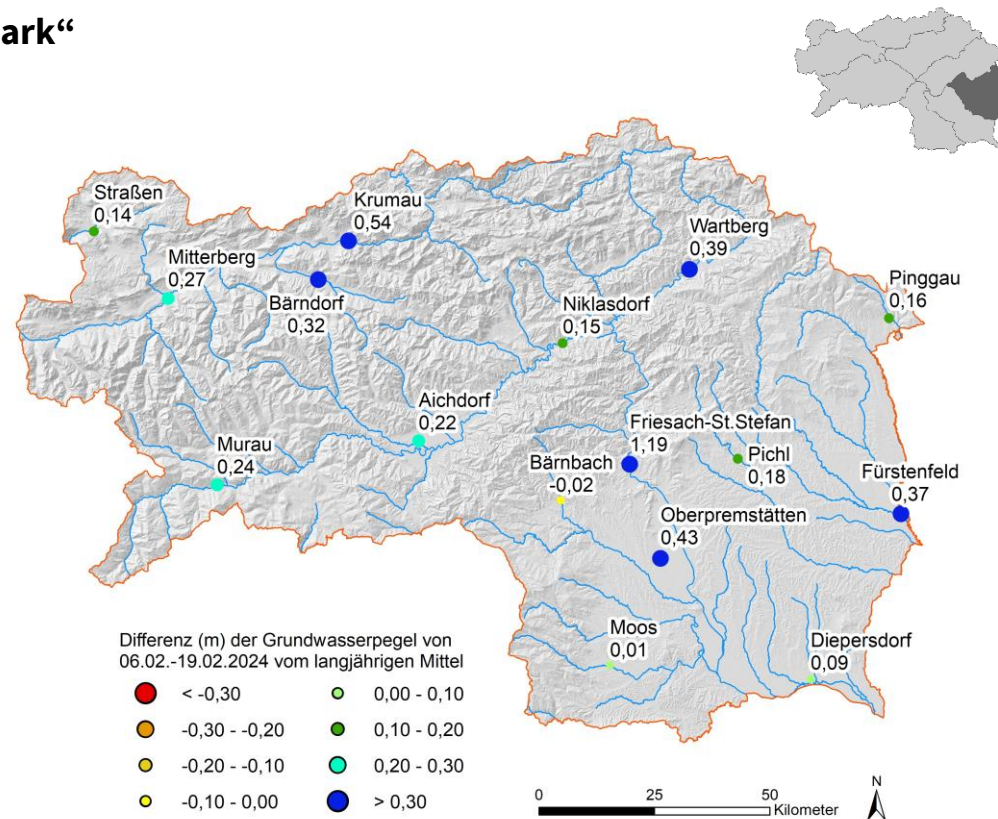 ark“
Straßen
0,14
Krumau
0,54
Wartberg
0,39
Mitterberg
0,27
Pinggau
0,16
Bärndorf
0,32
Niklasdorf
0,15
Aichdorf
0,22
Friesach-St.Stefan
1,19
Murau
0,24
Bärnbach
-0,02
Pichl
0,18
Fürstenfeld
0,37
Oberpremstätten
0,43
Moos
0,01
Diepersdorf
0,09
Differenz (m) der Grundwasserpegel von
06.02.-19.02.2024 vom langjährigen Mittel
< -0,30
-0,30 - -0,20
-0,20 - -0,10
-0,10 - 0,00
0,00 - 0,10
0,10 - 0,20
0,20 - 0,30
> 0,30
0 25 50
Kilometer
N